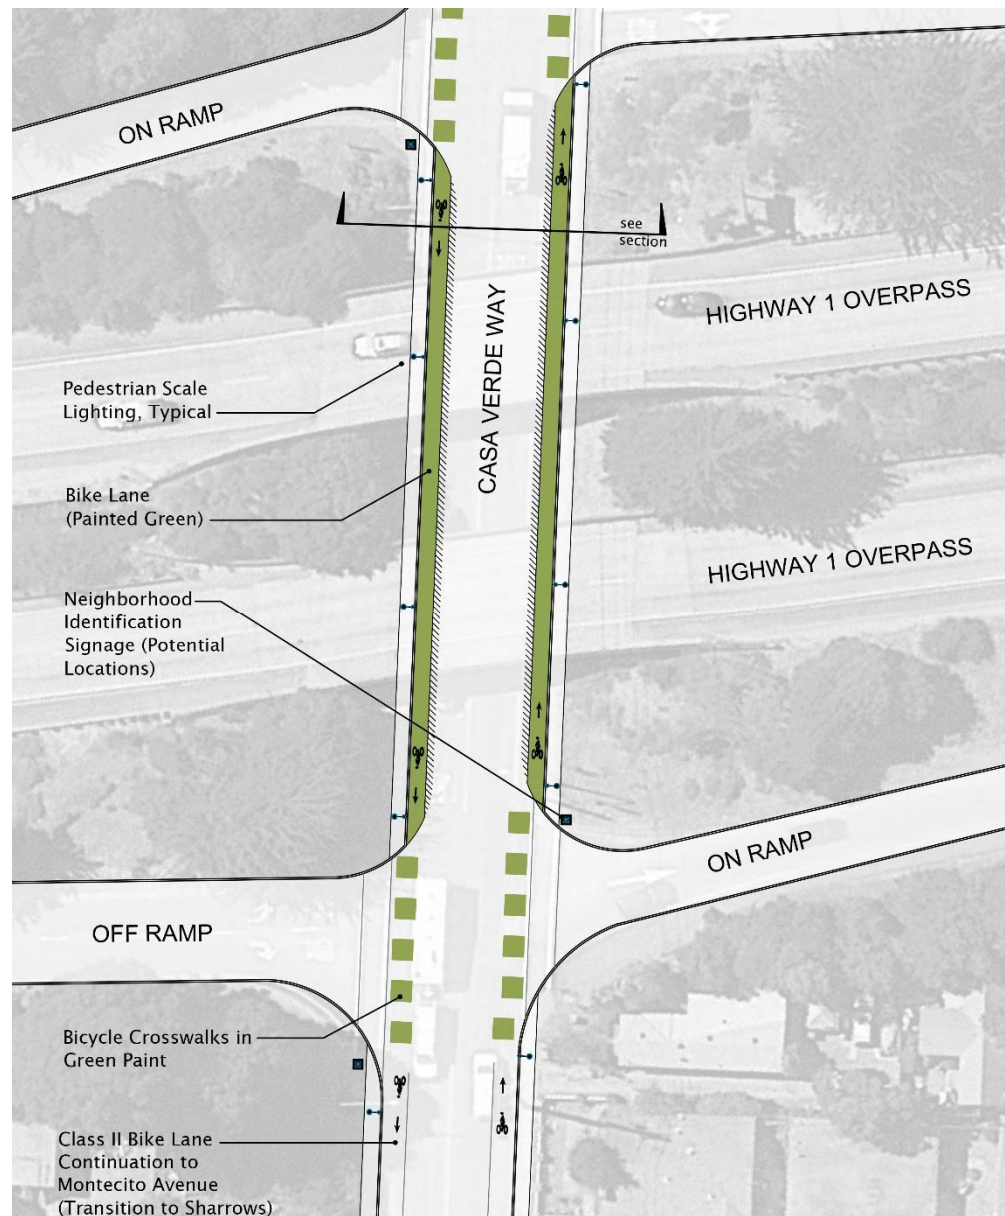 ON RAMP
see
section
HIGHWAY 1 OVERPASS
CASA VERDE WAY
Pedestrian Scale
Lighting, Typical
Bike Lane
(Painted Green)
HIGHWAY 1 OVERPASS
Neighborhood
Identification
Signage (Potential
Locations)
ON RAMP
OFF RAMP
Bicycle Crosswalks in
Green Paint
Class II Bike Lane
Continuation to
Montecito Avenue
(Transition to Sharrows)